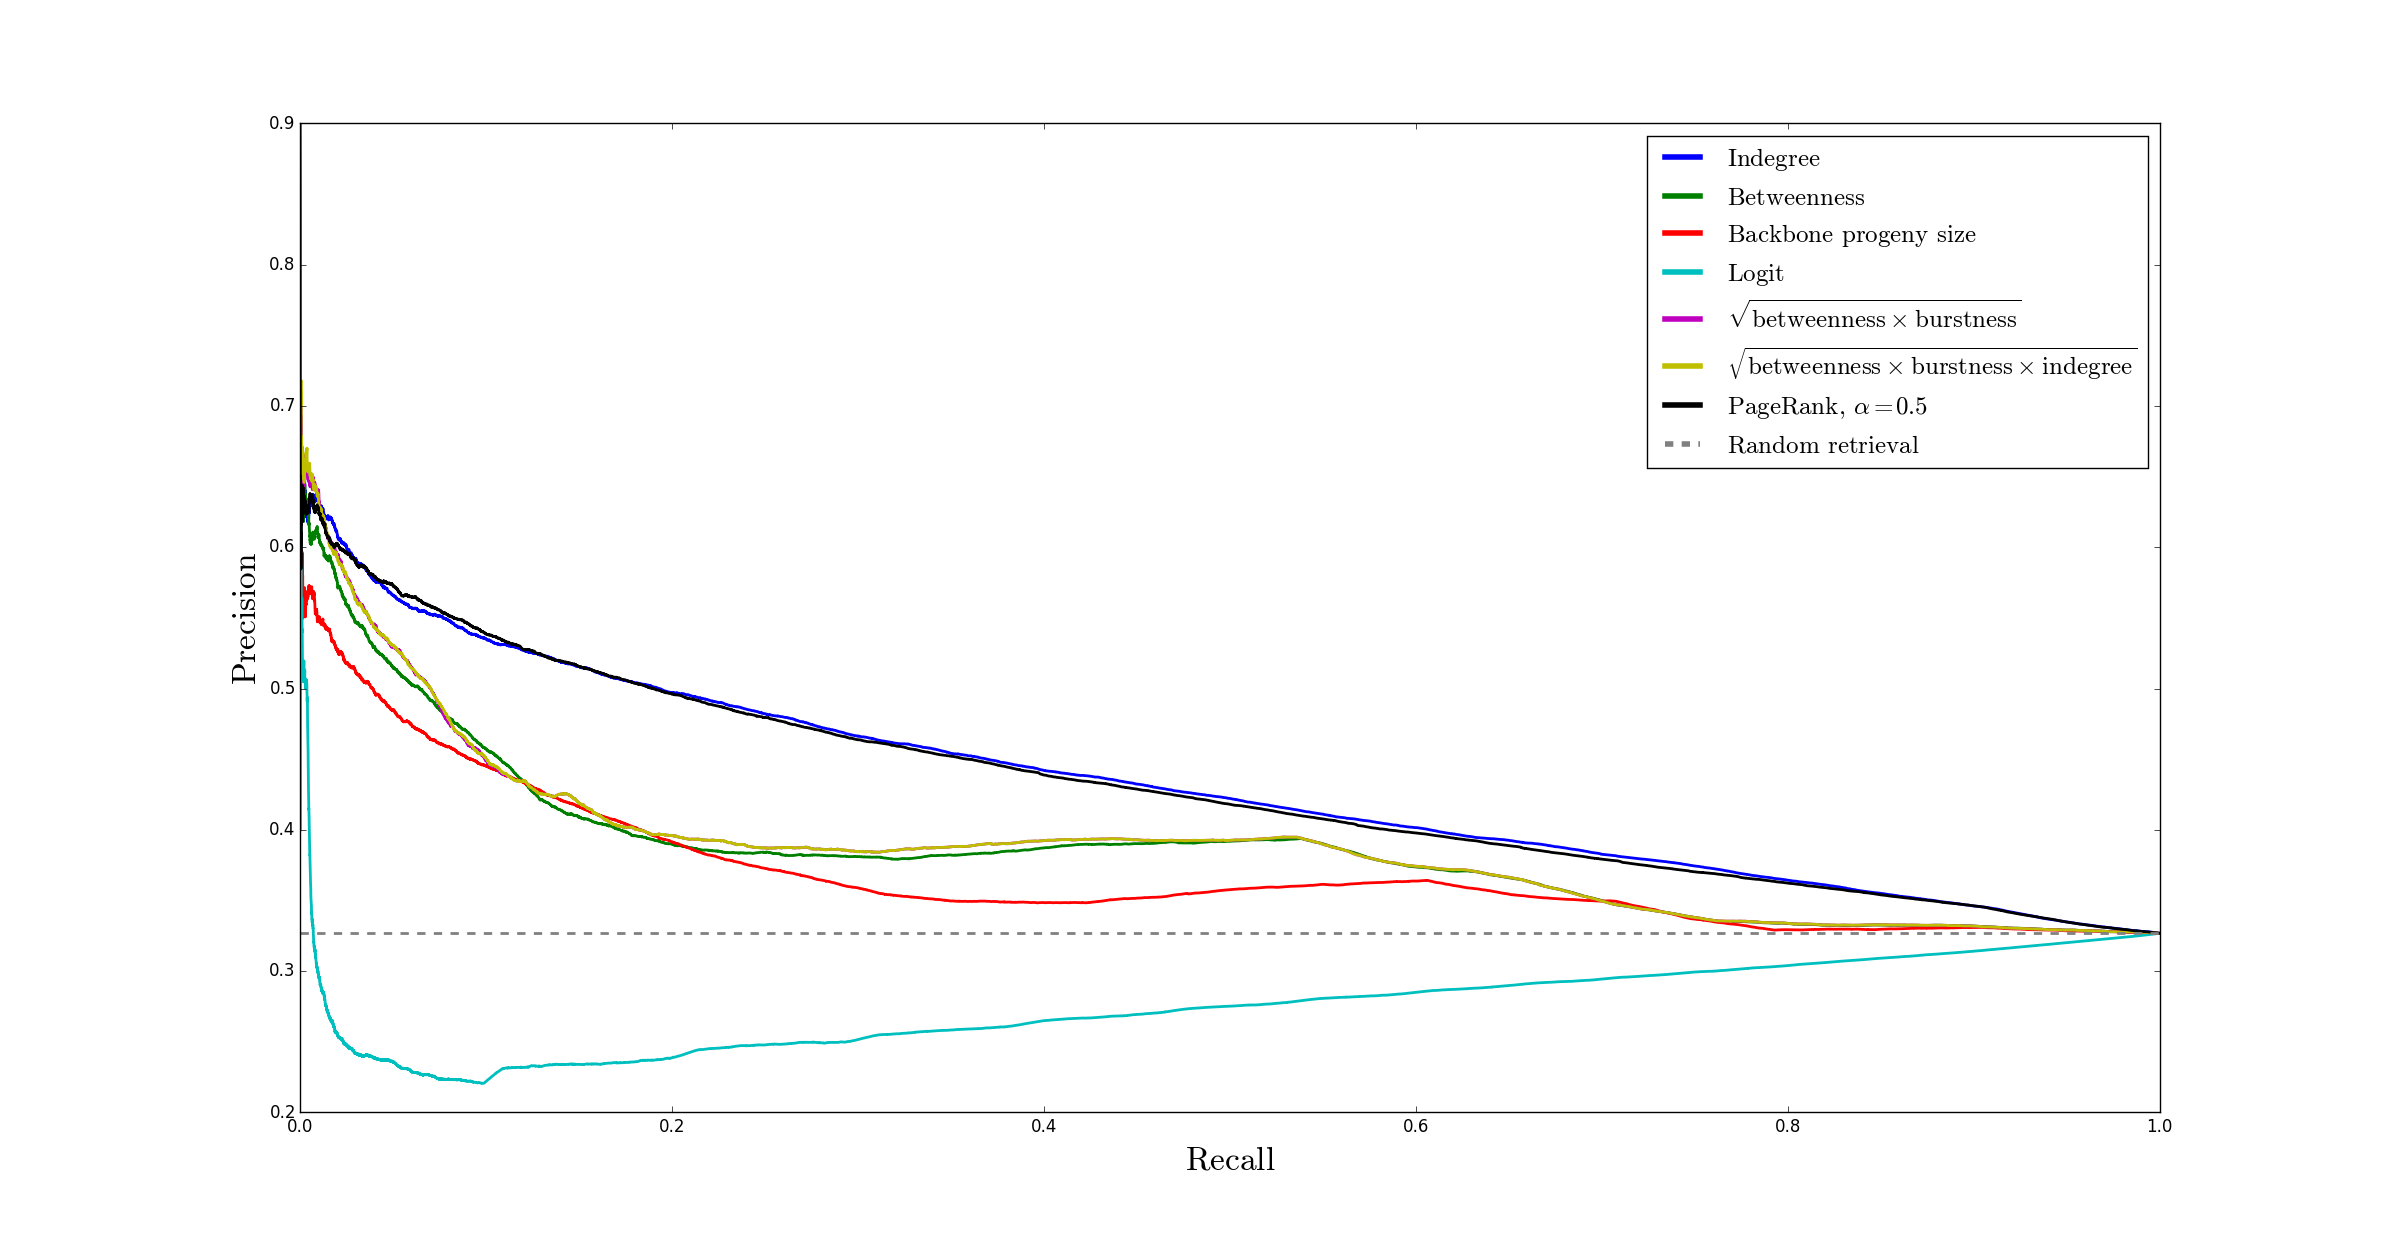 0.9
0.8
0.7
0.6
0.5
0.4
0.3
0.2
Precision
0.0 0.2 0.4 0.6 0.8 1.0
Recall
Indegree
Betweenness
Backbone progeny size
Logit
√betweenness × burstness
√betweenness × burstness × indegree
PageRank, α = 0.5
Random retrieval